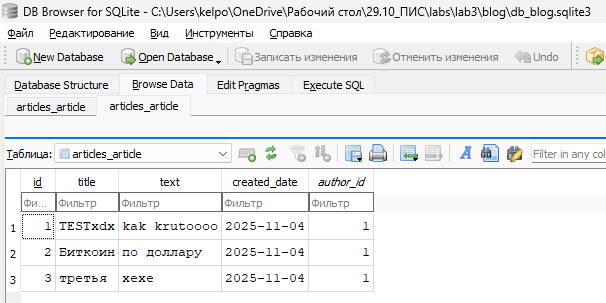 DB Browser for SQLite - C:\Users\kelpo\OneDrive\Рабочий стол\29.10_ПИС\labs\lab3\blog\db_blog.sqlite3
Файл Редактирование Вид Инструменты Справка
New Database Open Database Записать изменения Отменить изменения Undo
Database Structure Browse Data Edit Pragmas Execute SQL
articles_article articles_article
Таблица: articles_article Filter in any col
id title text created_date author_id
Фи... Фильтр Фильтр Фильтр Фильтр
1 1 TESTxdx kak krutoooo 2025-11-04 1
2 2 Биткоин по доллару 2025-11-04 1
3 3 третья хехе 2025-11-04 1